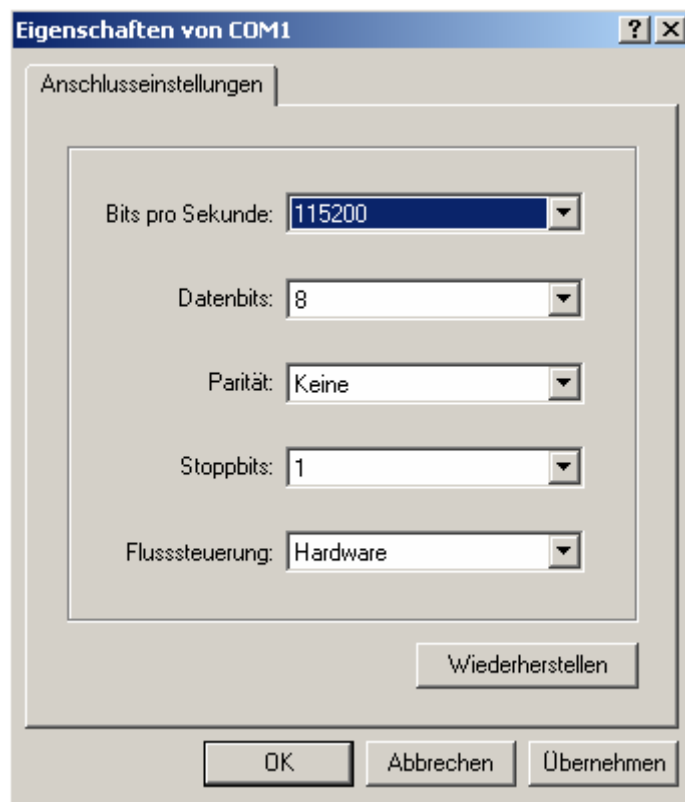 Eigenschaften von COM1
Anschlusseinstellungen
Bits pro Sekunde: 115200
Datenbits: 8
Parität: Keine
Stoppbits: 1
Flusssteuerung: Hardware
Wiederherstellen
OK Abbrechen Übernehmen